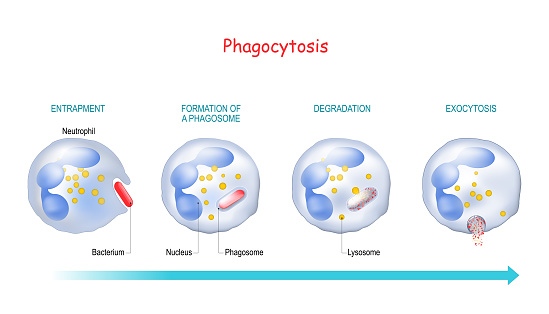 Phagocytosis
ENTRAPMENT
FORMATION OF
A PHAGOSOME
DEGRADATION
EXOCYTOSIS
Neutrophil
Bacterium
Nucleus
Phagosome
Lysosome